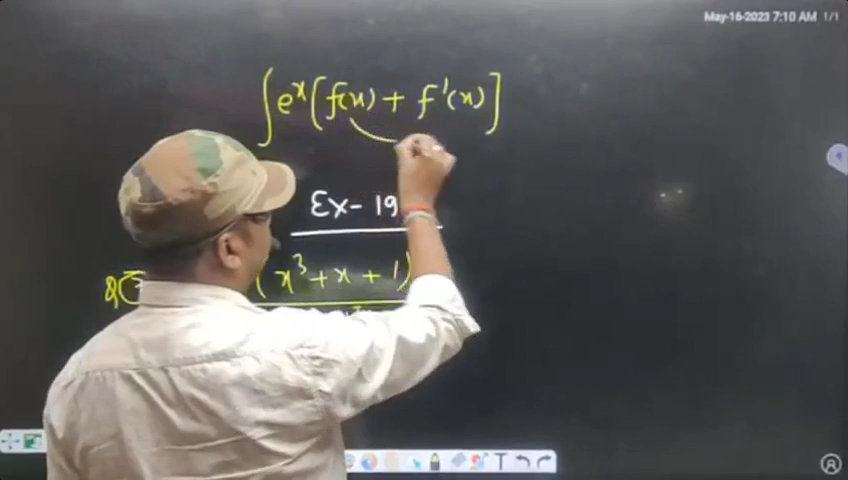 May-16-2023 7:10 AM 1/1
∫ eˣ [f(x) + f'(x)]
Ex - 19
(x³ + x + 1)